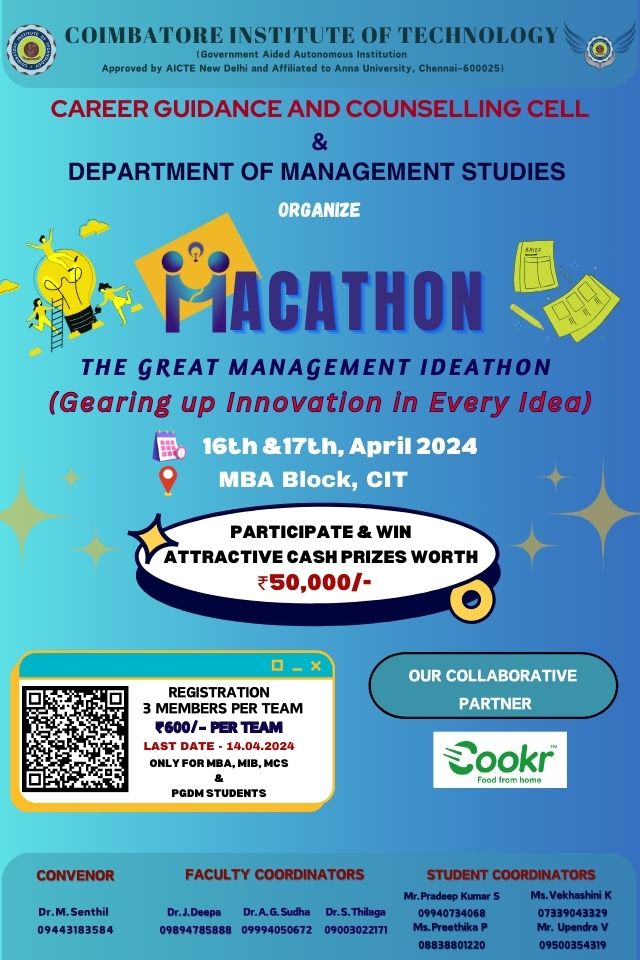 COIMBATORE INSTITUTE OF TECHNOLOGY
(Government Aided Autonomous Institution
Approved by AICTE New Delhi and Affiliated to Anna University, Chennai-600025)
CAREER GUIDANCE AND COUNSELLING CELL
&
DEPARTMENT OF MANAGEMENT STUDIES
ORGANIZE
MACATHON
BRIEF
THE GREAT MANAGEMENT IDEATHON
(Gearing up Innovation in Every Idea)
16th &17th, April 2024
MBA Block, CIT
PARTICIPATE & WIN
ATTRACTIVE CASH PRIZES WORTH
₹50,000/-
REGISTRATION
3 MEMBERS PER TEAM
₹600/- PER TEAM
LAST DATE - 14.04.2024
ONLY FOR MBA, MIB, MCS
&
PGDM STUDENTS
OUR COLLABORATIVE
PARTNER
Cookr™
Food from home
CONVENOR
Dr.M.Senthil
09443183584
FACULTY COORDINATORS
Dr.J.Deepa Dr.A.G.Sudha Dr.S.Thilaga
09894785888 09994050672 09003022171
STUDENT COORDINATORS
Mr.Pradeep Kumar S Ms.Vekhashini K
09940734068 07339043329
Ms.Preethika P Mr. Upendra V
08838801220 09500354319